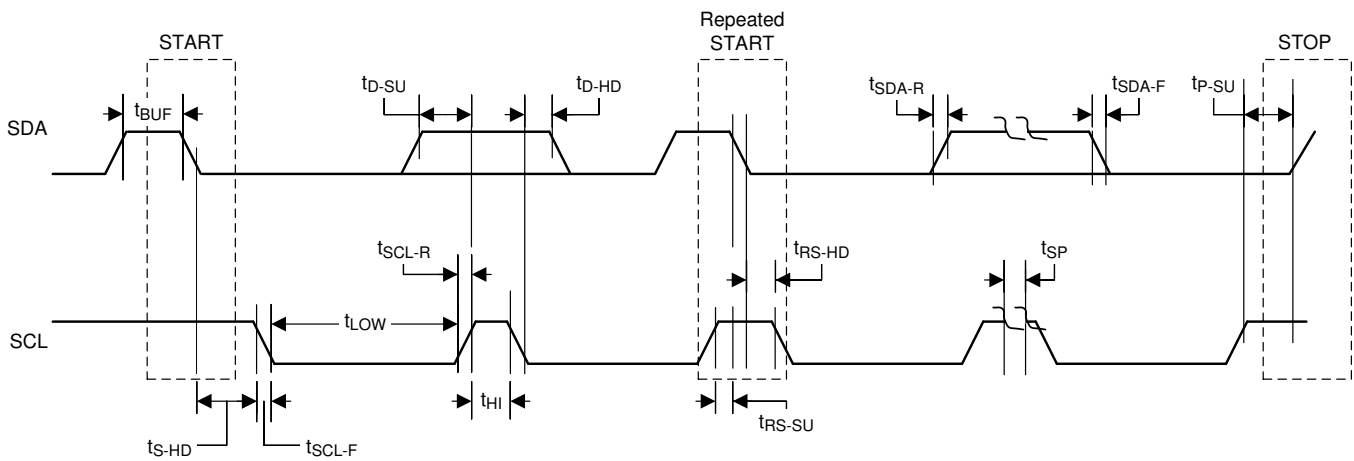 Repeated
START
START
STOP
tD-SU
tD-HD
tSDA-R
tSDA-F
tP-SU
tBUF
SDA
tSCL-R
tRS-HD
tSP
tLOW
SCL
tHI
tRS-SU
tS-HD
tSCL-F